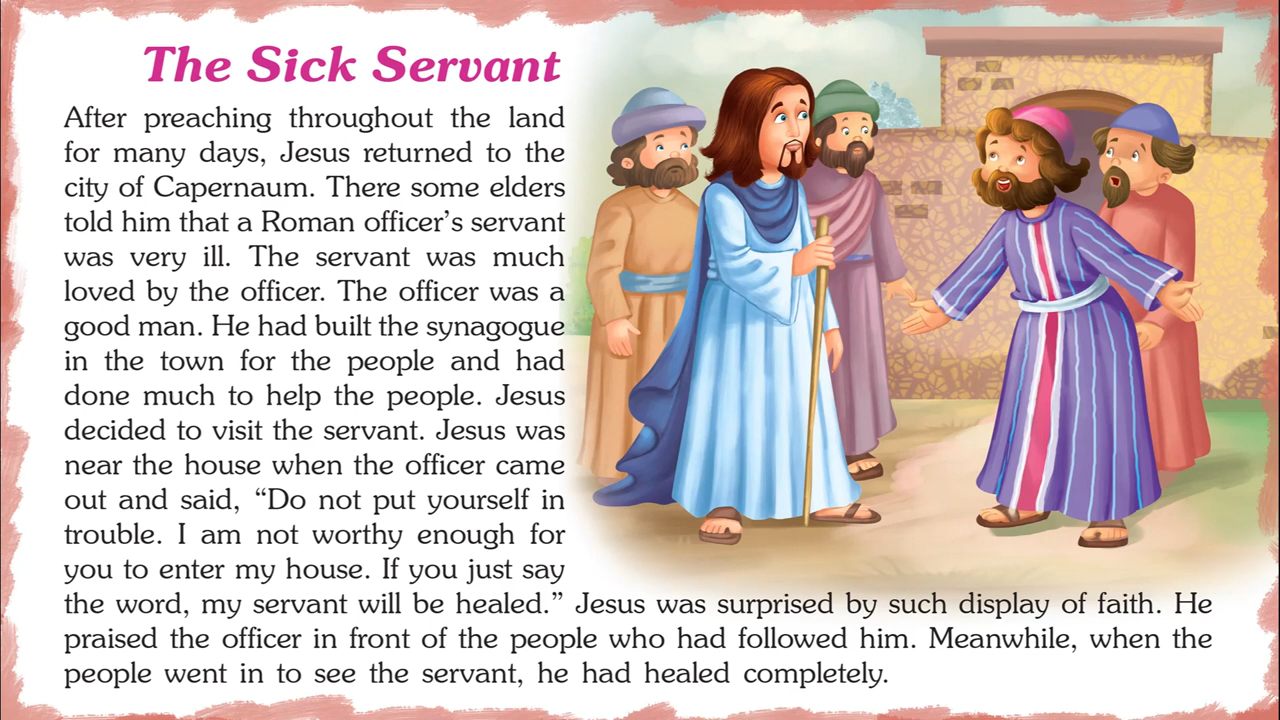 The Sick Servant
After preaching throughout the land
for many days, Jesus returned to the
city of Capernaum. There some elders
told him that a Roman officer’s servant
was very ill. The servant was much
loved by the officer. The officer was a
good man. He had built the synagogue
in the town for the people and had
done much to help the people. Jesus
decided to visit the servant. Jesus was
near the house when the officer came
out and said, “Do not put yourself in
trouble. I am not worthy enough for
you to enter my house. If you just say
the word, my servant will be healed.” Jesus was surprised by such display of faith. He
praised the officer in front of the people who had followed him. Meanwhile, when the
people went in to see the servant, he had healed completely.